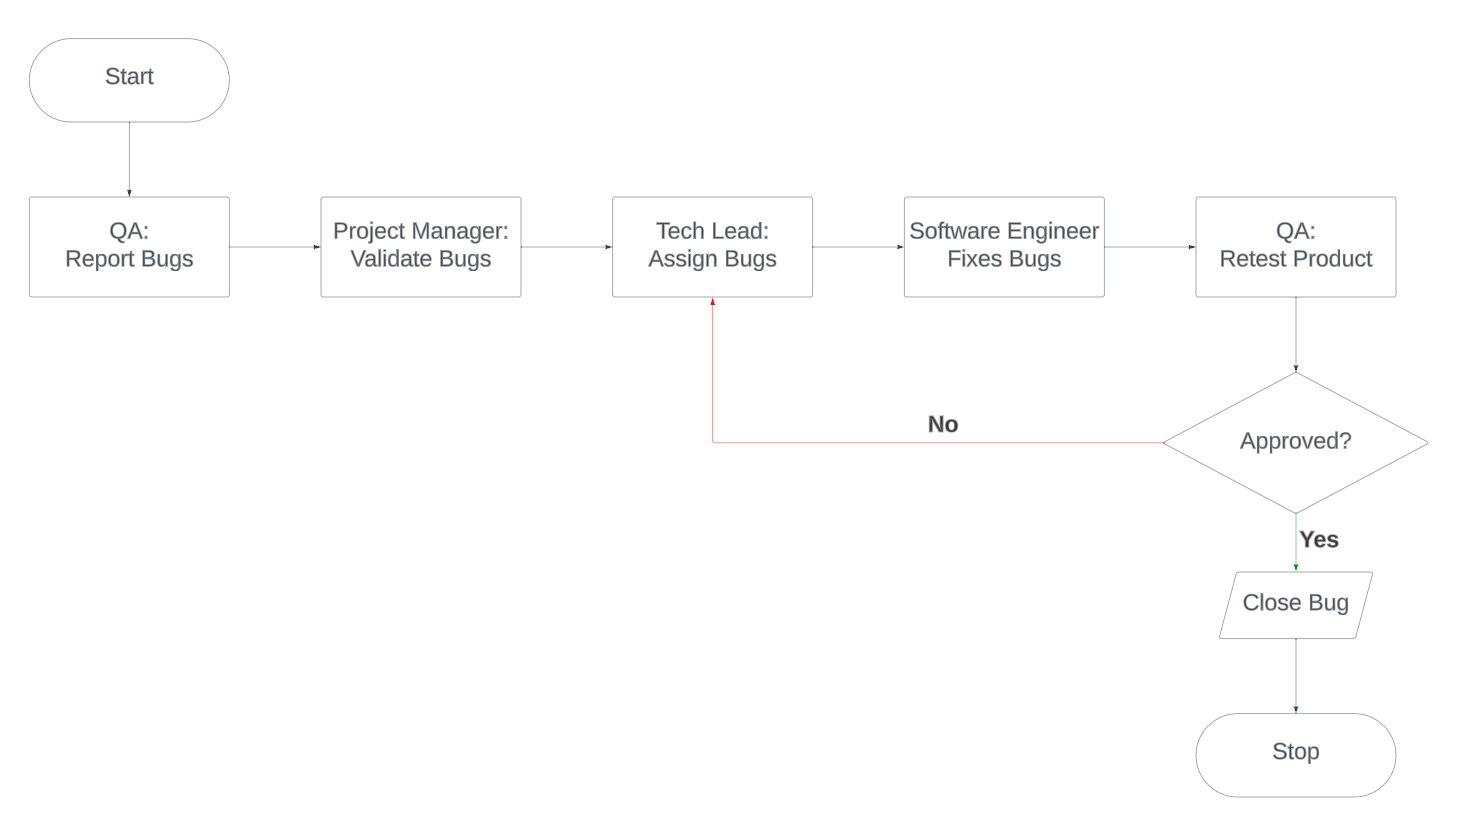 Start
QA:
Report Bugs
Project Manager:
Validate Bugs
Tech Lead:
Assign Bugs
Software Engineer
Fixes Bugs
QA:
Retest Product
No
Approved?
Yes
Close Bug
Stop